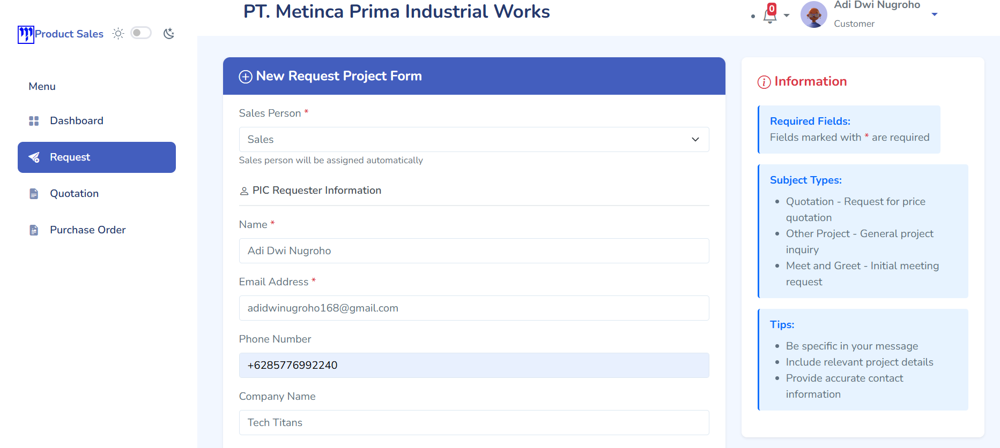 PT. Metinca Prima Industrial Works
0
Adi Dwi Nugroho
Customer
Product Sales
Menu
Dashboard
Request
Quotation
Purchase Order
New Request Project Form
Sales Person *
Sales
Sales person will be assigned automatically
PIC Requester Information
Name *
Adi Dwi Nugroho
Email Address *
adidwinugroho168@gmail.com
Phone Number
+6285776992240
Company Name
Tech Titans
Information
Required Fields:
Fields marked with * are required
Subject Types:
• Quotation - Request for price
quotation
• Other Project - General project
inquiry
• Meet and Greet - Initial meeting
request
Tips:
• Be specific in your message
• Include relevant project details
• Provide accurate contact
information